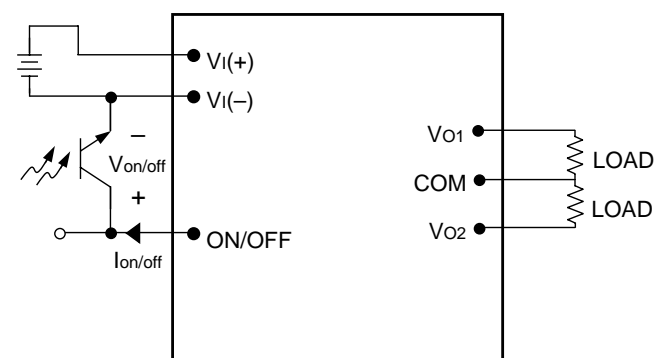 VI(+)
VI(–)
–
Von/off
+
ON/OFF
Ion/off
VO1
LOAD
COM
LOAD
VO2